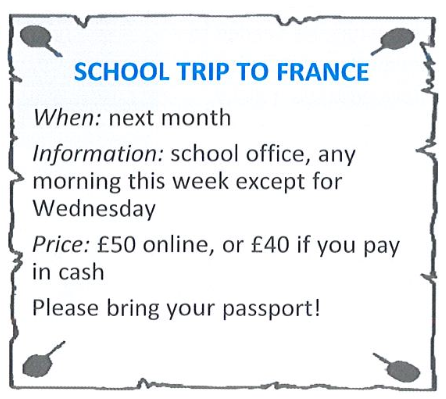 SCHOOL TRIP TO FRANCE
When: next month
Information: school office, any
morning this week except for
Wednesday
Price: £50 online, or £40 if you pay
in cash
Please bring your passport!